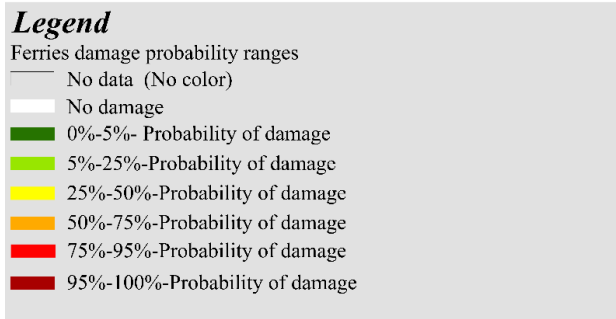 Legend
Ferries damage probability ranges
No data (No color)
No damage
0%-5%- Probability of damage
5%-25%-Probability of damage
25%-50%-Probability of damage
50%-75%-Probability of damage
75%-95%-Probability of damage
95%-100%-Probability of damage